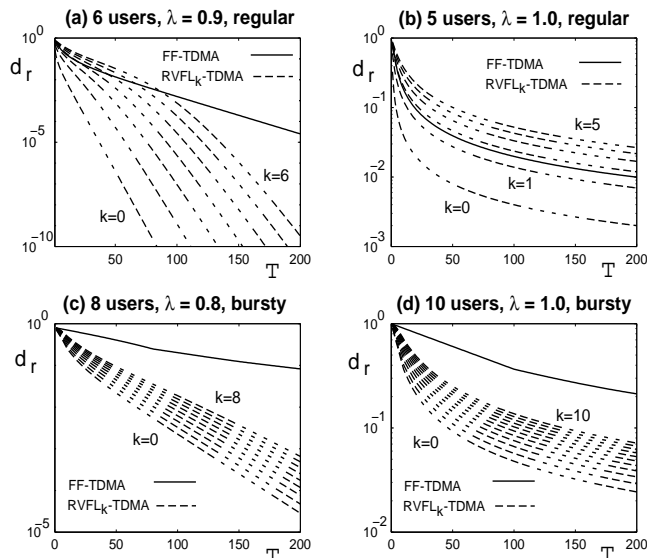 (a) 6 users, λ = 0.9, regular
10^0
d_r
FF-TDMA
RVFL_k-TDMA
10^-5
k=6
k=0
10^-10
50 100 150 200
T
(b) 5 users, λ = 1.0, regular
10^0
d_r
FF-TDMA
RVFL_k-TDMA
10^-1
k=5
10^-2
k=1
k=0
10^-3
50 100 150 200
T
(c) 8 users, λ = 0.8, bursty
10^0
d_r
k=8
k=0
FF-TDMA
RVFL_k-TDMA
10^-5
50 100 150 200
T
(d) 10 users, λ = 1.0, bursty
10^0
d_r
k=10
10^-1
k=0
FF-TDMA
RVFL_k-TDMA
10^-2
0 50 100 150 200
T